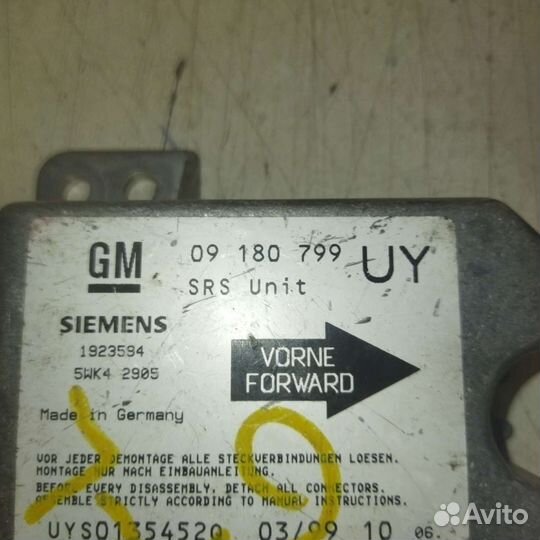 GM
09 180 799 UY
SRS Unit
SIEMENS
1923594
5WK4 2905
VORNE
FORWARD
Made in Germany
VOR JEDER DEMONTAGE ALLE STECKVERBINDUNGEN LOESEN.
MONTAGE NUR NACH EINBAUANLEITUNG.
BEFORE EVERY DISASSEMBLY, DETACH ALL CONNECTORS.
ASSEMBLE STRICTLY ACCORDING TO MANUAL INSTRUCTIONS.
UYS01354520 03/99 10 06.
Avito